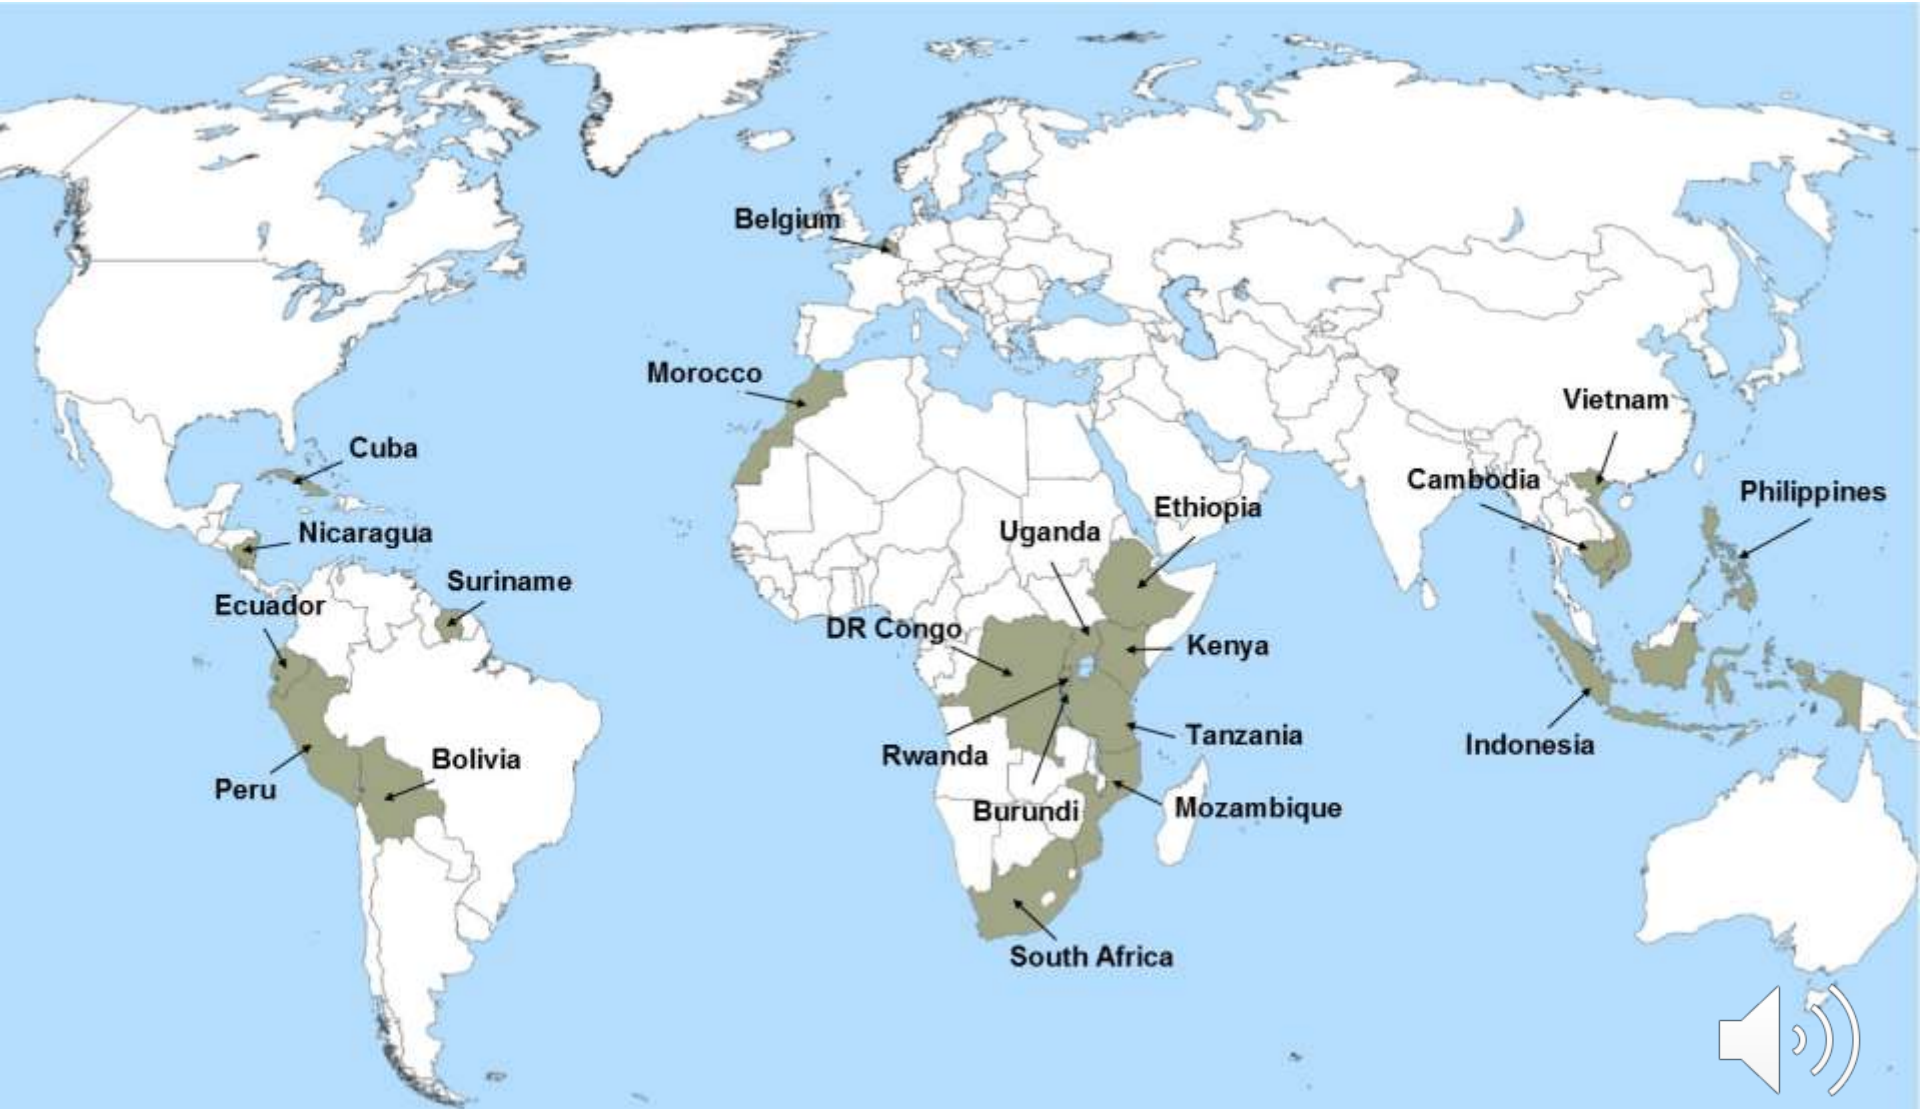 Belgium
Morocco
Vietnam
Cuba
Cambodia
Philippines
Ethiopia
Uganda
Nicaragua
Suriname
Ecuador
DR Congo
Kenya
Tanzania
Indonesia
Rwanda
Bolivia
Peru
Burundi
Mozambique
South Africa